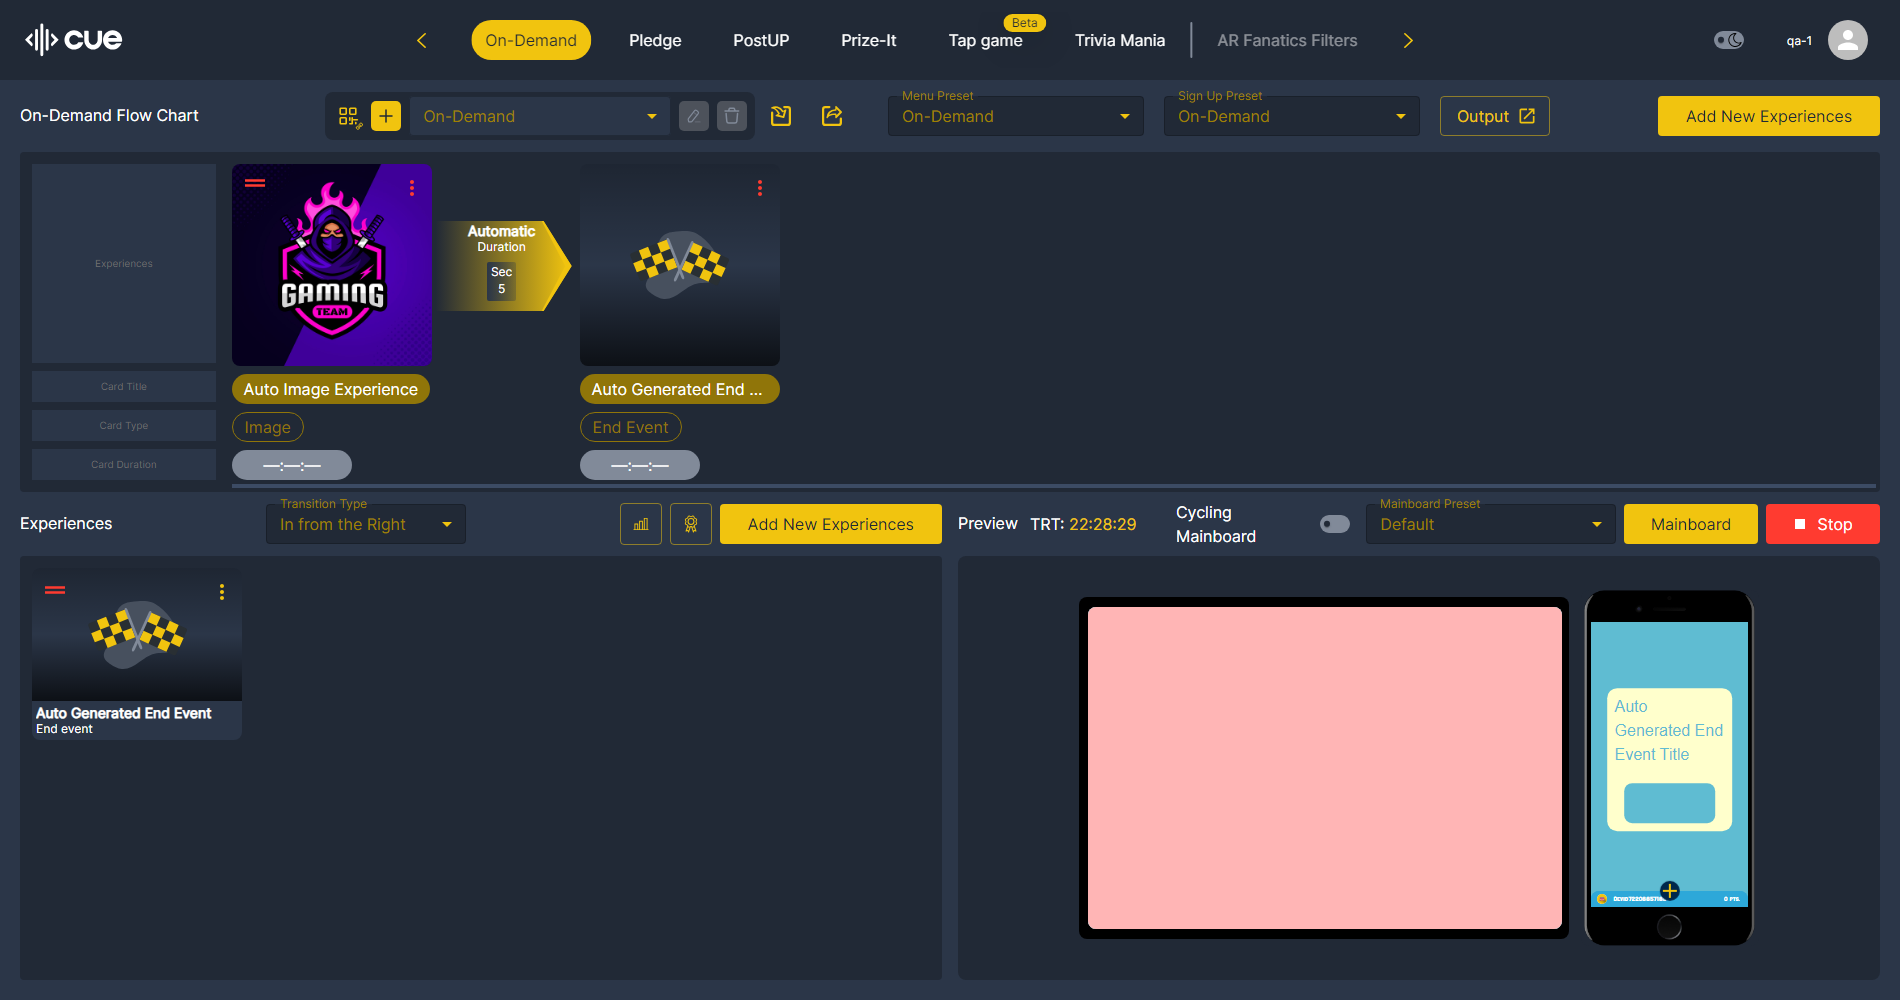 cue
On-Demand
Pledge
PostUP
Prize-It
Tap game
Beta
Trivia Mania
AR Fanatics Filters
qa-1
On-Demand Flow Chart
On-Demand
Menu Preset
On-Demand
Sign Up Preset
On-Demand
Output
Add New Experiences
Experiences
Card Title
Card Type
Card Duration
GAMING
TEAM
Automatic
Duration
Sec
5
Auto Image Experience
Image
—:—:—
Auto Generated End ...
End Event
—:—:—
Experiences
Transition Type
In from the Right
Add New Experiences
Preview
TRT: 22:28:29
Cycling
Mainboard
Mainboard Preset
Default
Mainboard
Stop
Auto Generated End Event
End event
Auto
Generated End
Event Title
0 PTS.